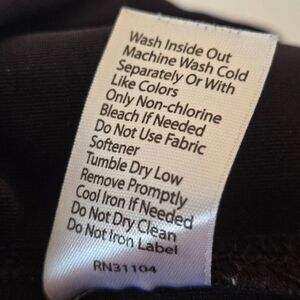 Wash Inside Out
Machine Wash Cold
Separately Or With
Like Colors
Only Non-chlorine
Bleach If Needed
Do Not Use Fabric
Softener
Tumble Dry Low
Remove Promptly
Cool Iron If Needed
Do Not Dry Clean
Do Not Iron Label
RN31104